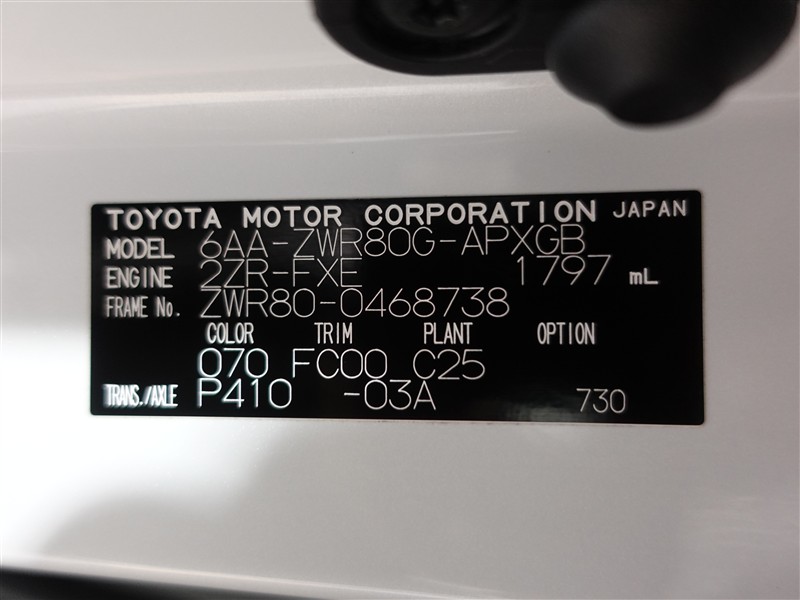 TOYOTA MOTOR CORPORATION JAPAN
MODEL 6AA-ZWR80G-APXGB
ENGINE 2ZR-FXE 1797 mL
FRAME No. ZWR80-0468738
COLOR TRIM PLANT OPTION
070 FC00 C25
TRANS./AXLE P410 -03A 730